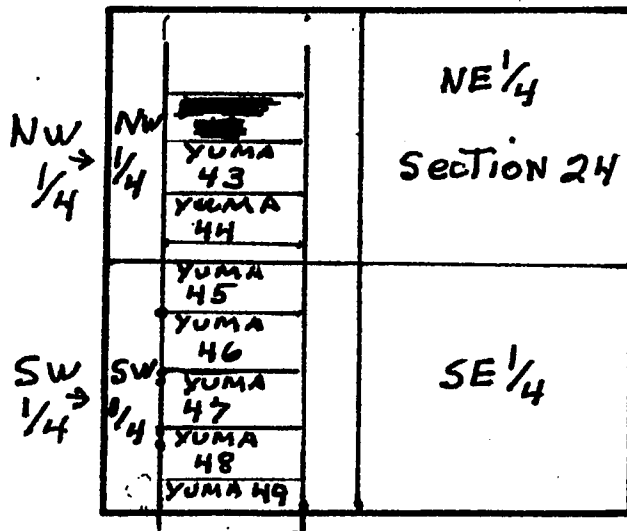 NE 1/4
Section 24
NW
1/4
NW
1/4
YUMA
43
YUMA
44
YUMA
45
YUMA
46
SW
1/4
SW
1/4
YUMA
47
YUMA
48
YUMA 49
SE 1/4